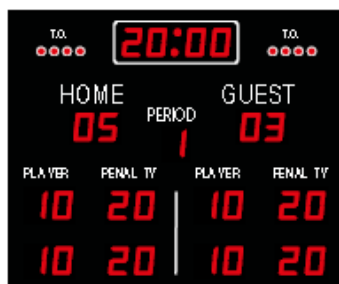 T.O. 20:00 T.O.
HOME GUEST
05 PERIOD 03
1
PLAYER PENALTY PLAYER PENALTY
10 20 10 20
10 20 10 20